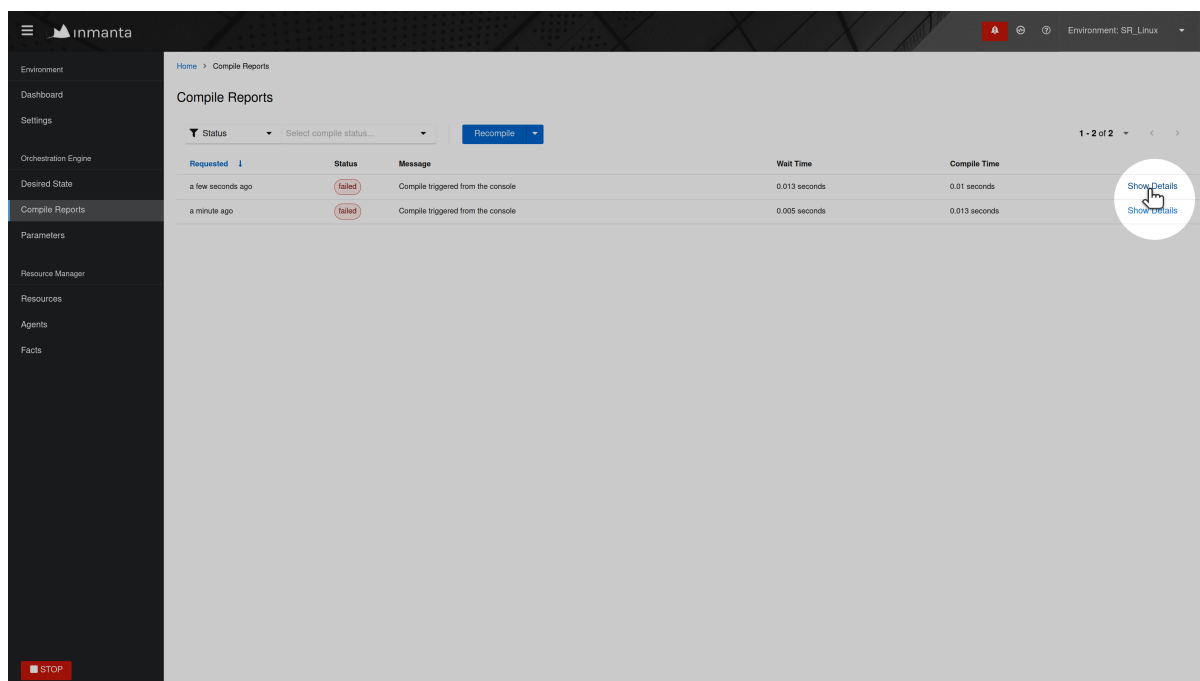 inmanta
Environment: SR_Linux
Environment
Dashboard
Settings
Orchestration Engine
Desired State
Compile Reports
Parameters
Resource Manager
Resources
Agents
Facts
STOP
Home > Compile Reports
Compile Reports
Status Select compile status... Recompile 1 - 2 of 2
Requested Status Message Wait Time Compile Time
a few seconds ago failed Compile triggered from the console 0.013 seconds 0.01 seconds Show Details
a minute ago failed Compile triggered from the console 0.005 seconds 0.013 seconds Show Details